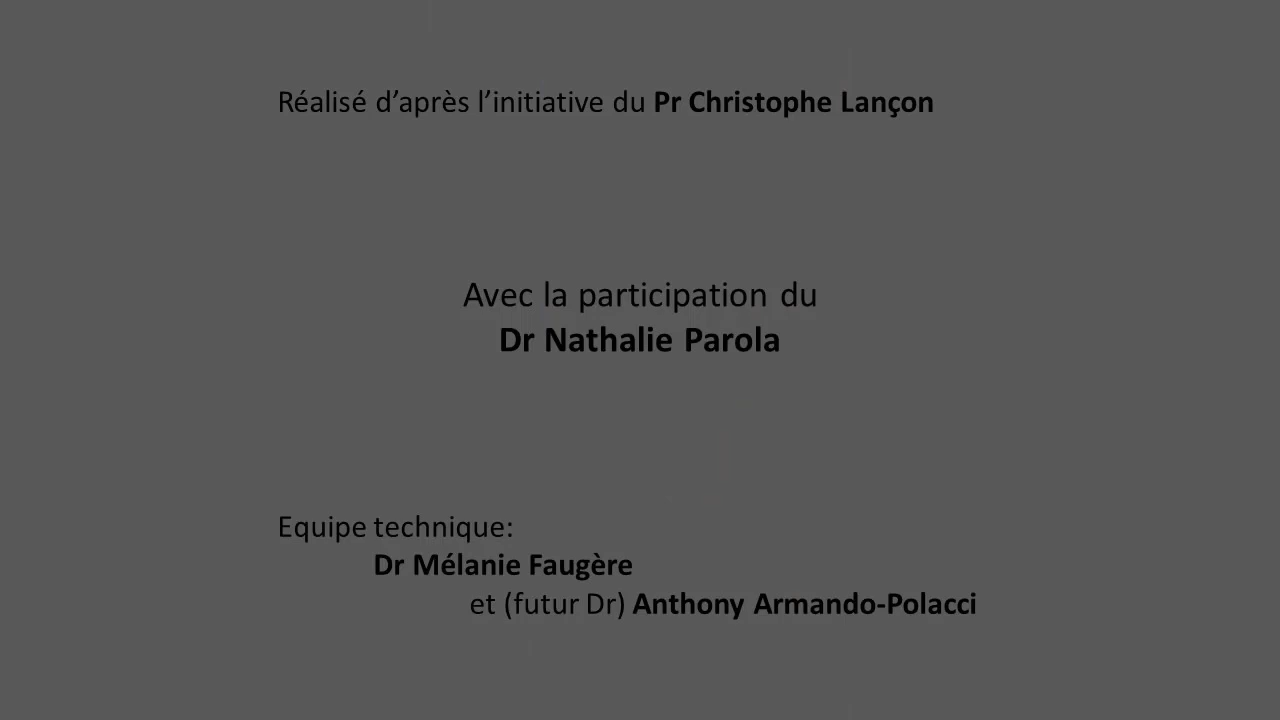 Réalisé d’après l’initiative du Pr Christophe Lançon
Avec la participation du
Dr Nathalie Parola
Equipe technique:
Dr Mélanie Faugère
et (futur Dr) Anthony Armando-Polacci